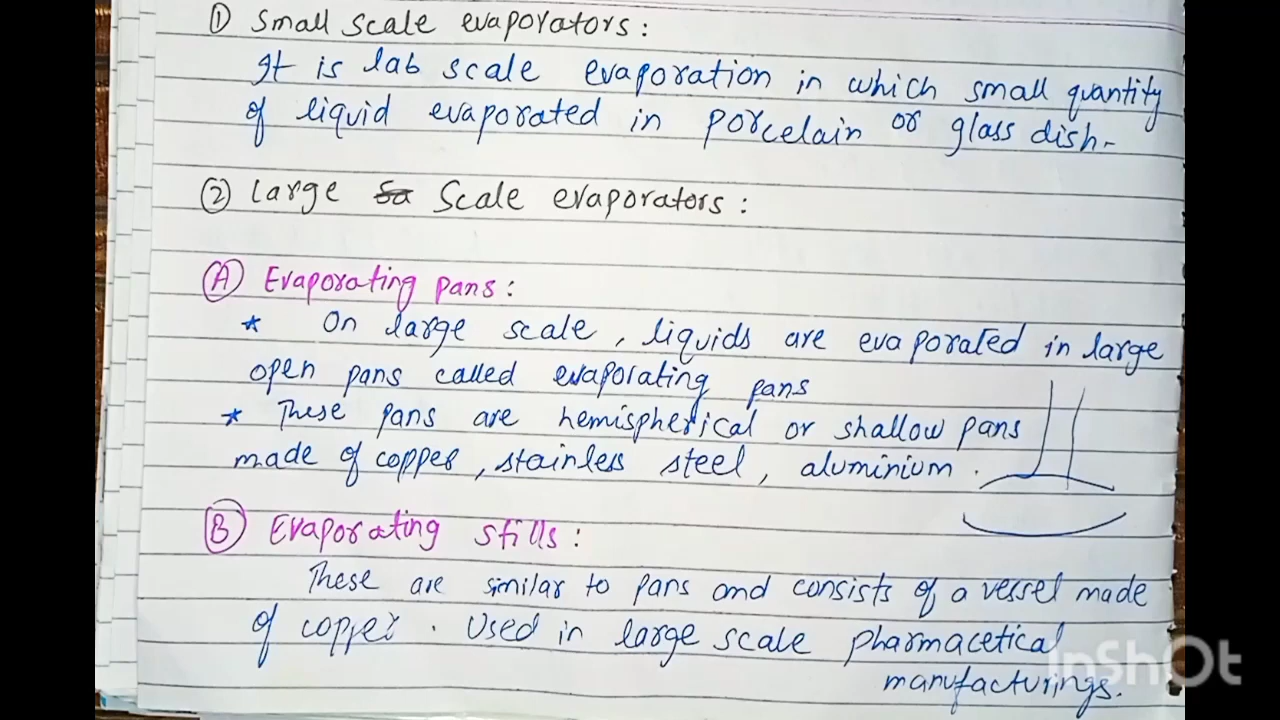 ① Small scale evaporators:
It is lab scale evaporation in which small quantity
of liquid evaporated in porcelain or glass dish.
② Large Scale evaporators:
Ⓐ Evaporating pans:
* On large scale, liquids are evaporated in large
open pans called evaporating pans
* These pans are hemispherical or shallow pans
made of copper, stainless steel, aluminium.
Ⓑ Evaporating stills:
These are similar to pans and consists of a vessel made
of copper. Used in large scale pharmacetical
manufacturings.
InShOt